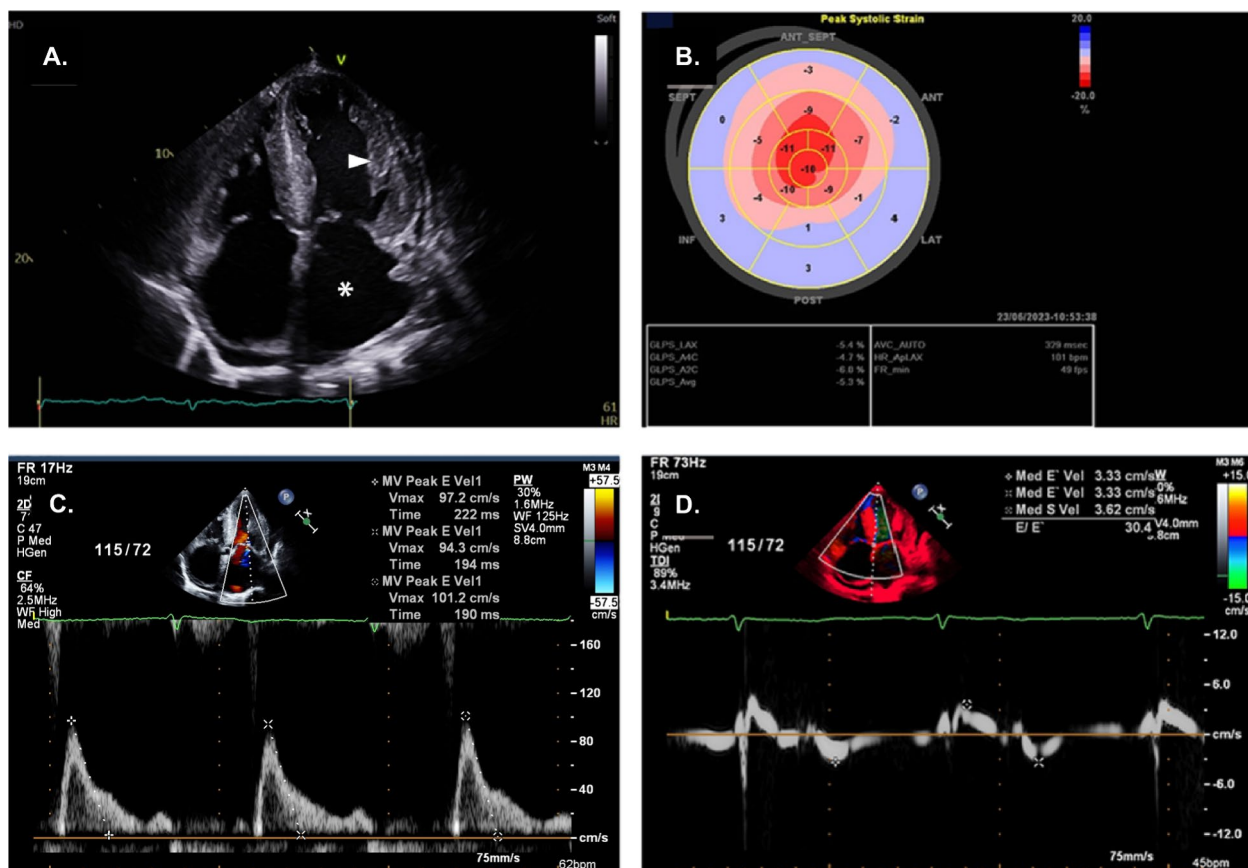 HD
A.
V
Soft
10
20
61
HR
B.
Peak Systolic Strain
20.0
-20.0
%
ANT_SEPT
SEPT
ANT
INF
LAT
POST
-3
0
-2
-9
-5
-7
-11
-11
-10
-10
-9
-4
-1
3
4
1
3
23/06/2023-10:53:38
GLPS_LAX -5.4 %
GLPS_A4C -4.7 %
GLPS_A2C -6.0 %
GLPS_Avg -5.3 %
AVC_AUTO 329 msec
HR_ApLAX 101 bpm
FR_min 49 fps
FR 17Hz
19cm
2D
C 47
P Med
HGen
CF
64%
2.5MHz
WF High
Med
C.
115/72
P
MV Peak E Vel1
Vmax 97.2 cm/s
Time 222 ms
MV Peak E Vel1
Vmax 94.3 cm/s
Time 194 ms
MV Peak E Vel1
Vmax 101.2 cm/s
Time 190 ms
PW
30%
1.6MHz
WF 125Hz
SV4.0mm
8.8cm
M3 M4
+57.5
-57.5
cm/s
160
120
80
40
cm/s
75mm/s
62bpm
FR 73Hz
19cm
C
P Med
HGen
TDI
89%
3.4MHz
D.
115/72
P
Med E` Vel 3.33 cm/s
Med E` Vel 3.33 cm/s
Med S Vel 3.62 cm/s
E/ E` 30.4
0%
6MHz
V4.0mm
8cm
M3 M6
+15.0
-15.0
cm/s
12.0
6.0
cm/s
-6.0
-12.0
75mm/s
45bpm